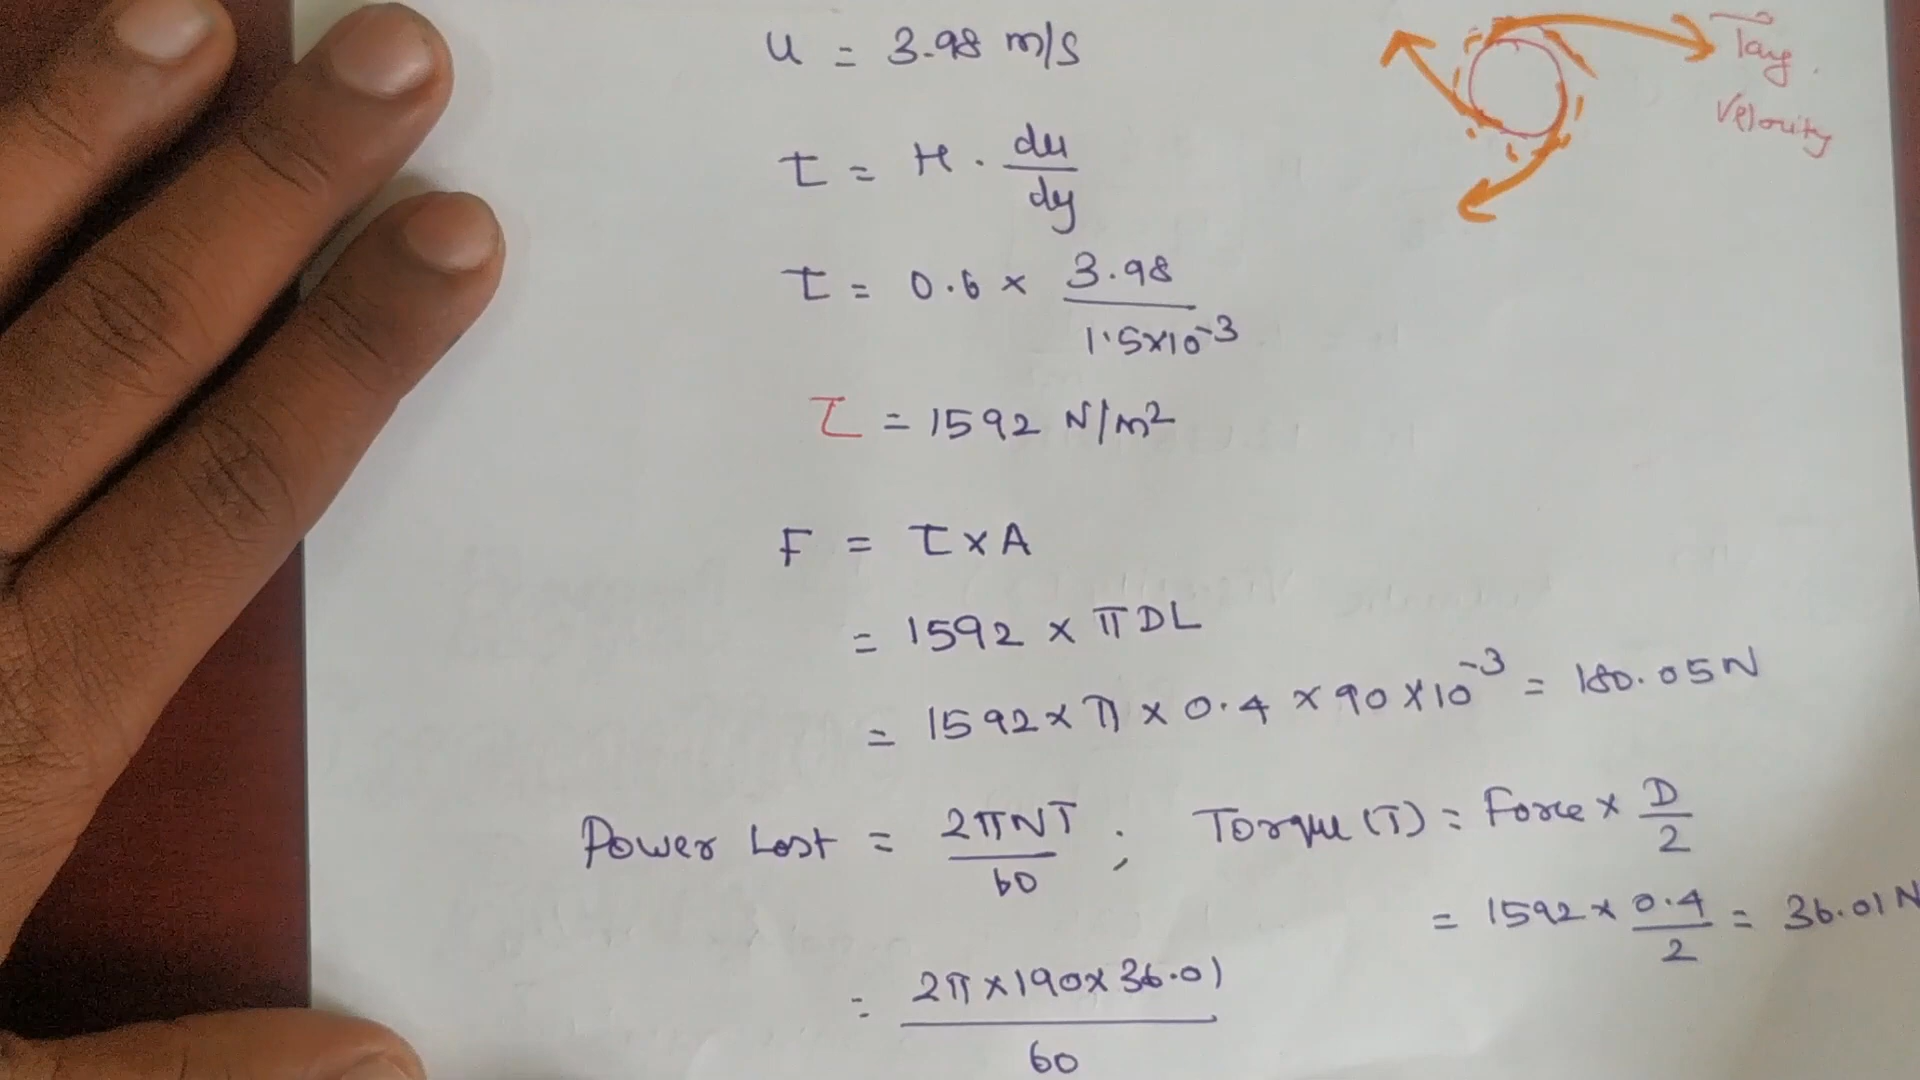 u = 3.98 m/s
Tang.
Velocity
τ = μ . du/dy
τ = 0.6 × 3.98/1.5×10⁻³
τ = 1592 N/m²
F = τ × A
= 1592 × πDL
= 1592 × π × 0.4 × 90 × 10⁻³ = 180.05 N
Power Lost = 2πNT/60 ; Torque (T) = Force × D/2
= 1592 × 0.4/2 = 36.01 N
= 2π × 190 × 36.01/60